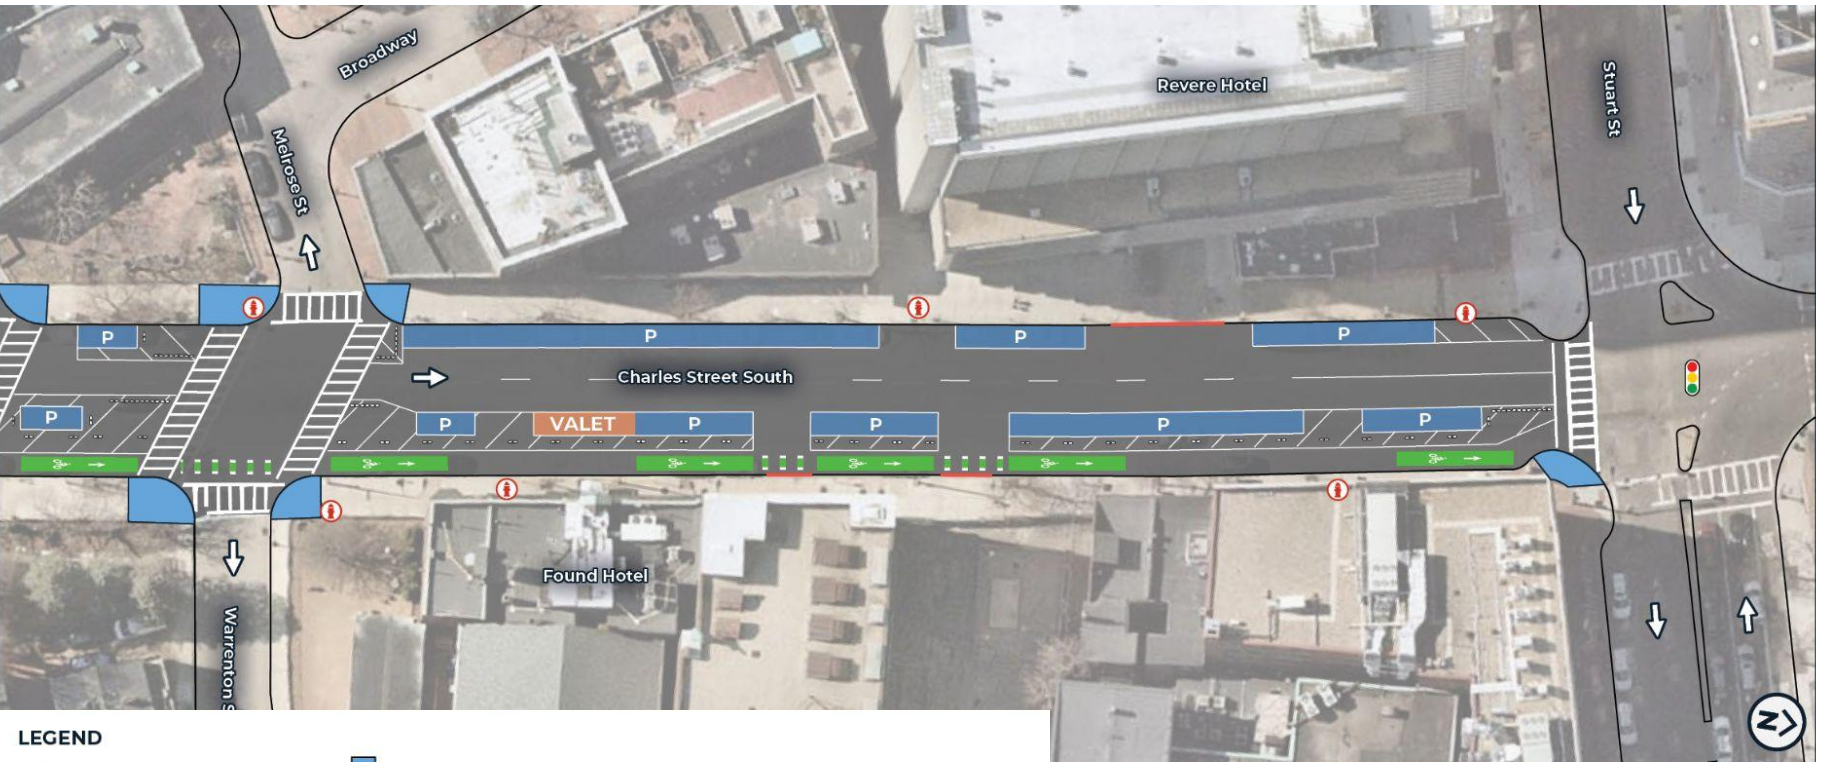 Broadway
Revere Hotel
Stuart St
Melrose St
P
P
P
P
Charles Street South
P
P
VALET
P
P
P
P
Found Hotel
Warrenton S
N
LEGEND